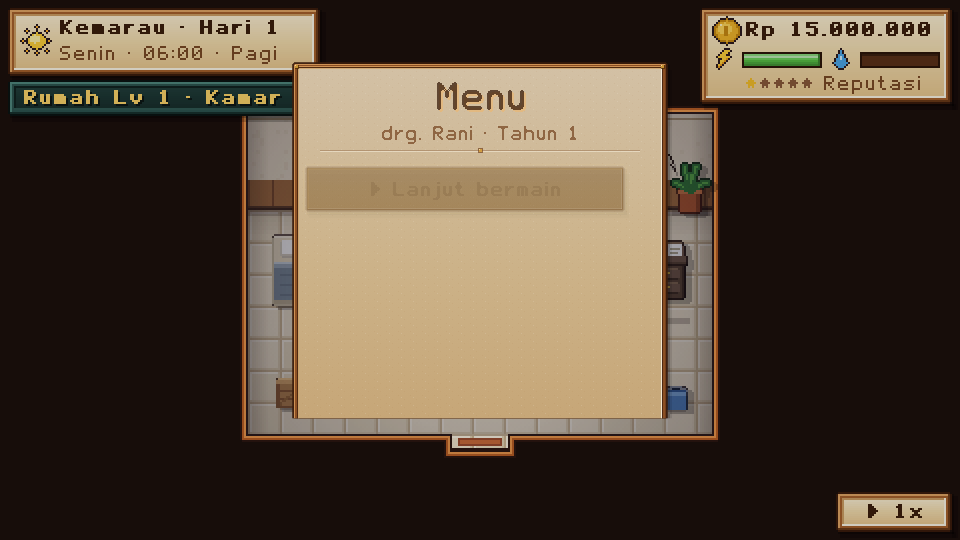 Kemarau · Hari 1
Senin · 06:00 · Pagi
Rumah Lv 1 · Kamar
Rp 15.000.000
Reputasi
Menu
drg. Rani · Tahun 1
Lanjut bermain
1x